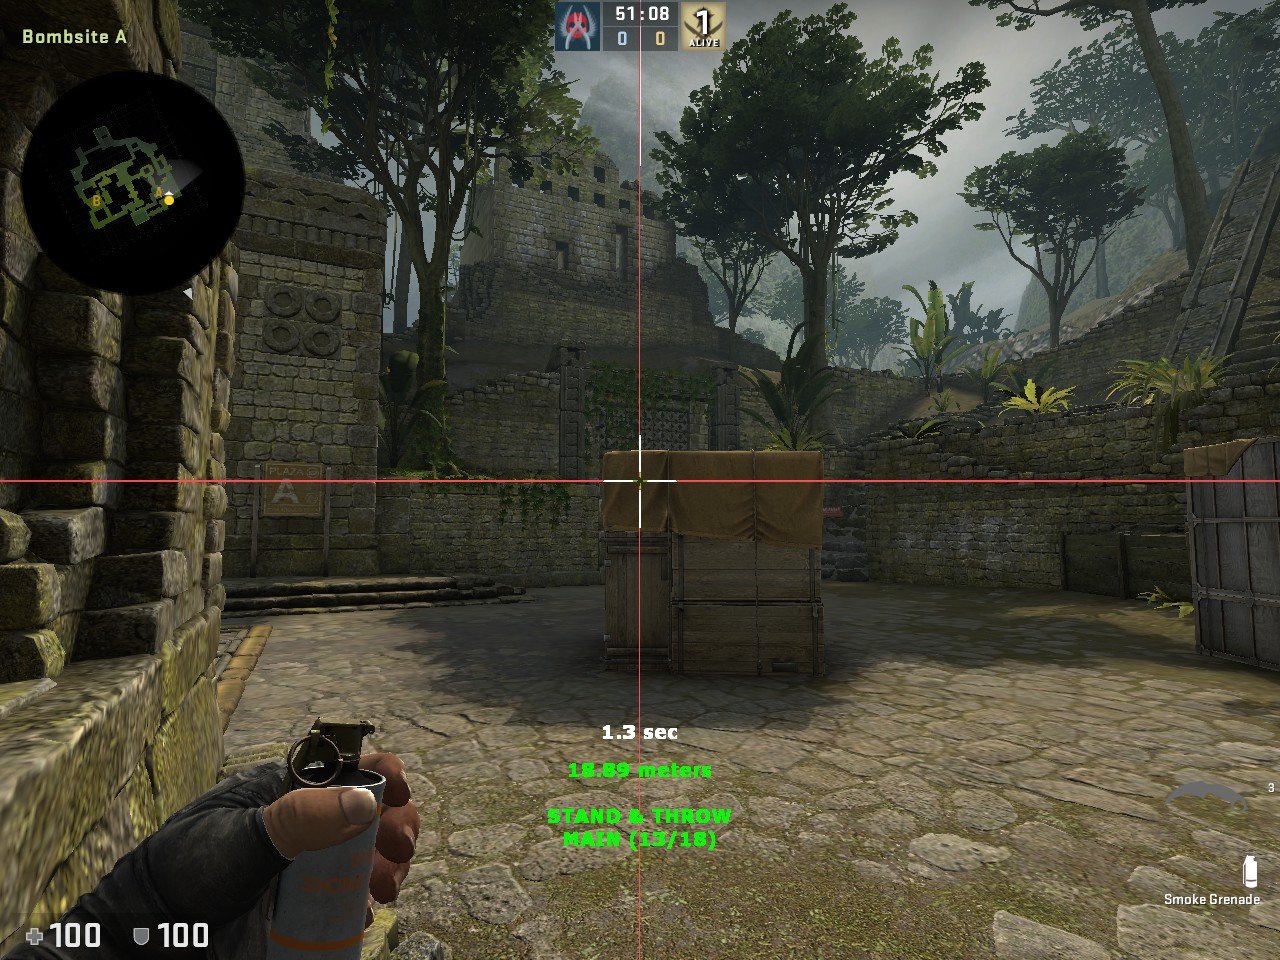 Bombsite A
51:08
0 0
1
ALIVE
A
B
PLAZA
A
1.3 sec
18.89 meters
STAND & THROW
MAIN (13/18)
3
Smoke Grenade
100 100